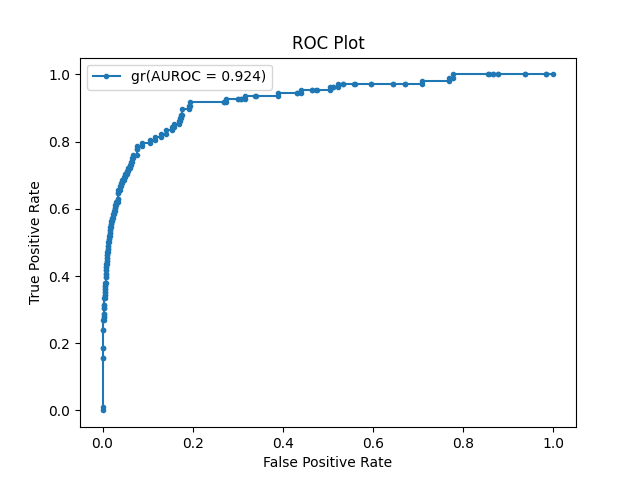 ROC Plot
gr(AUROC = 0.924)
1.0
0.8
0.6
0.4
0.2
0.0
True Positive Rate
0.0 0.2 0.4 0.6 0.8 1.0
False Positive Rate